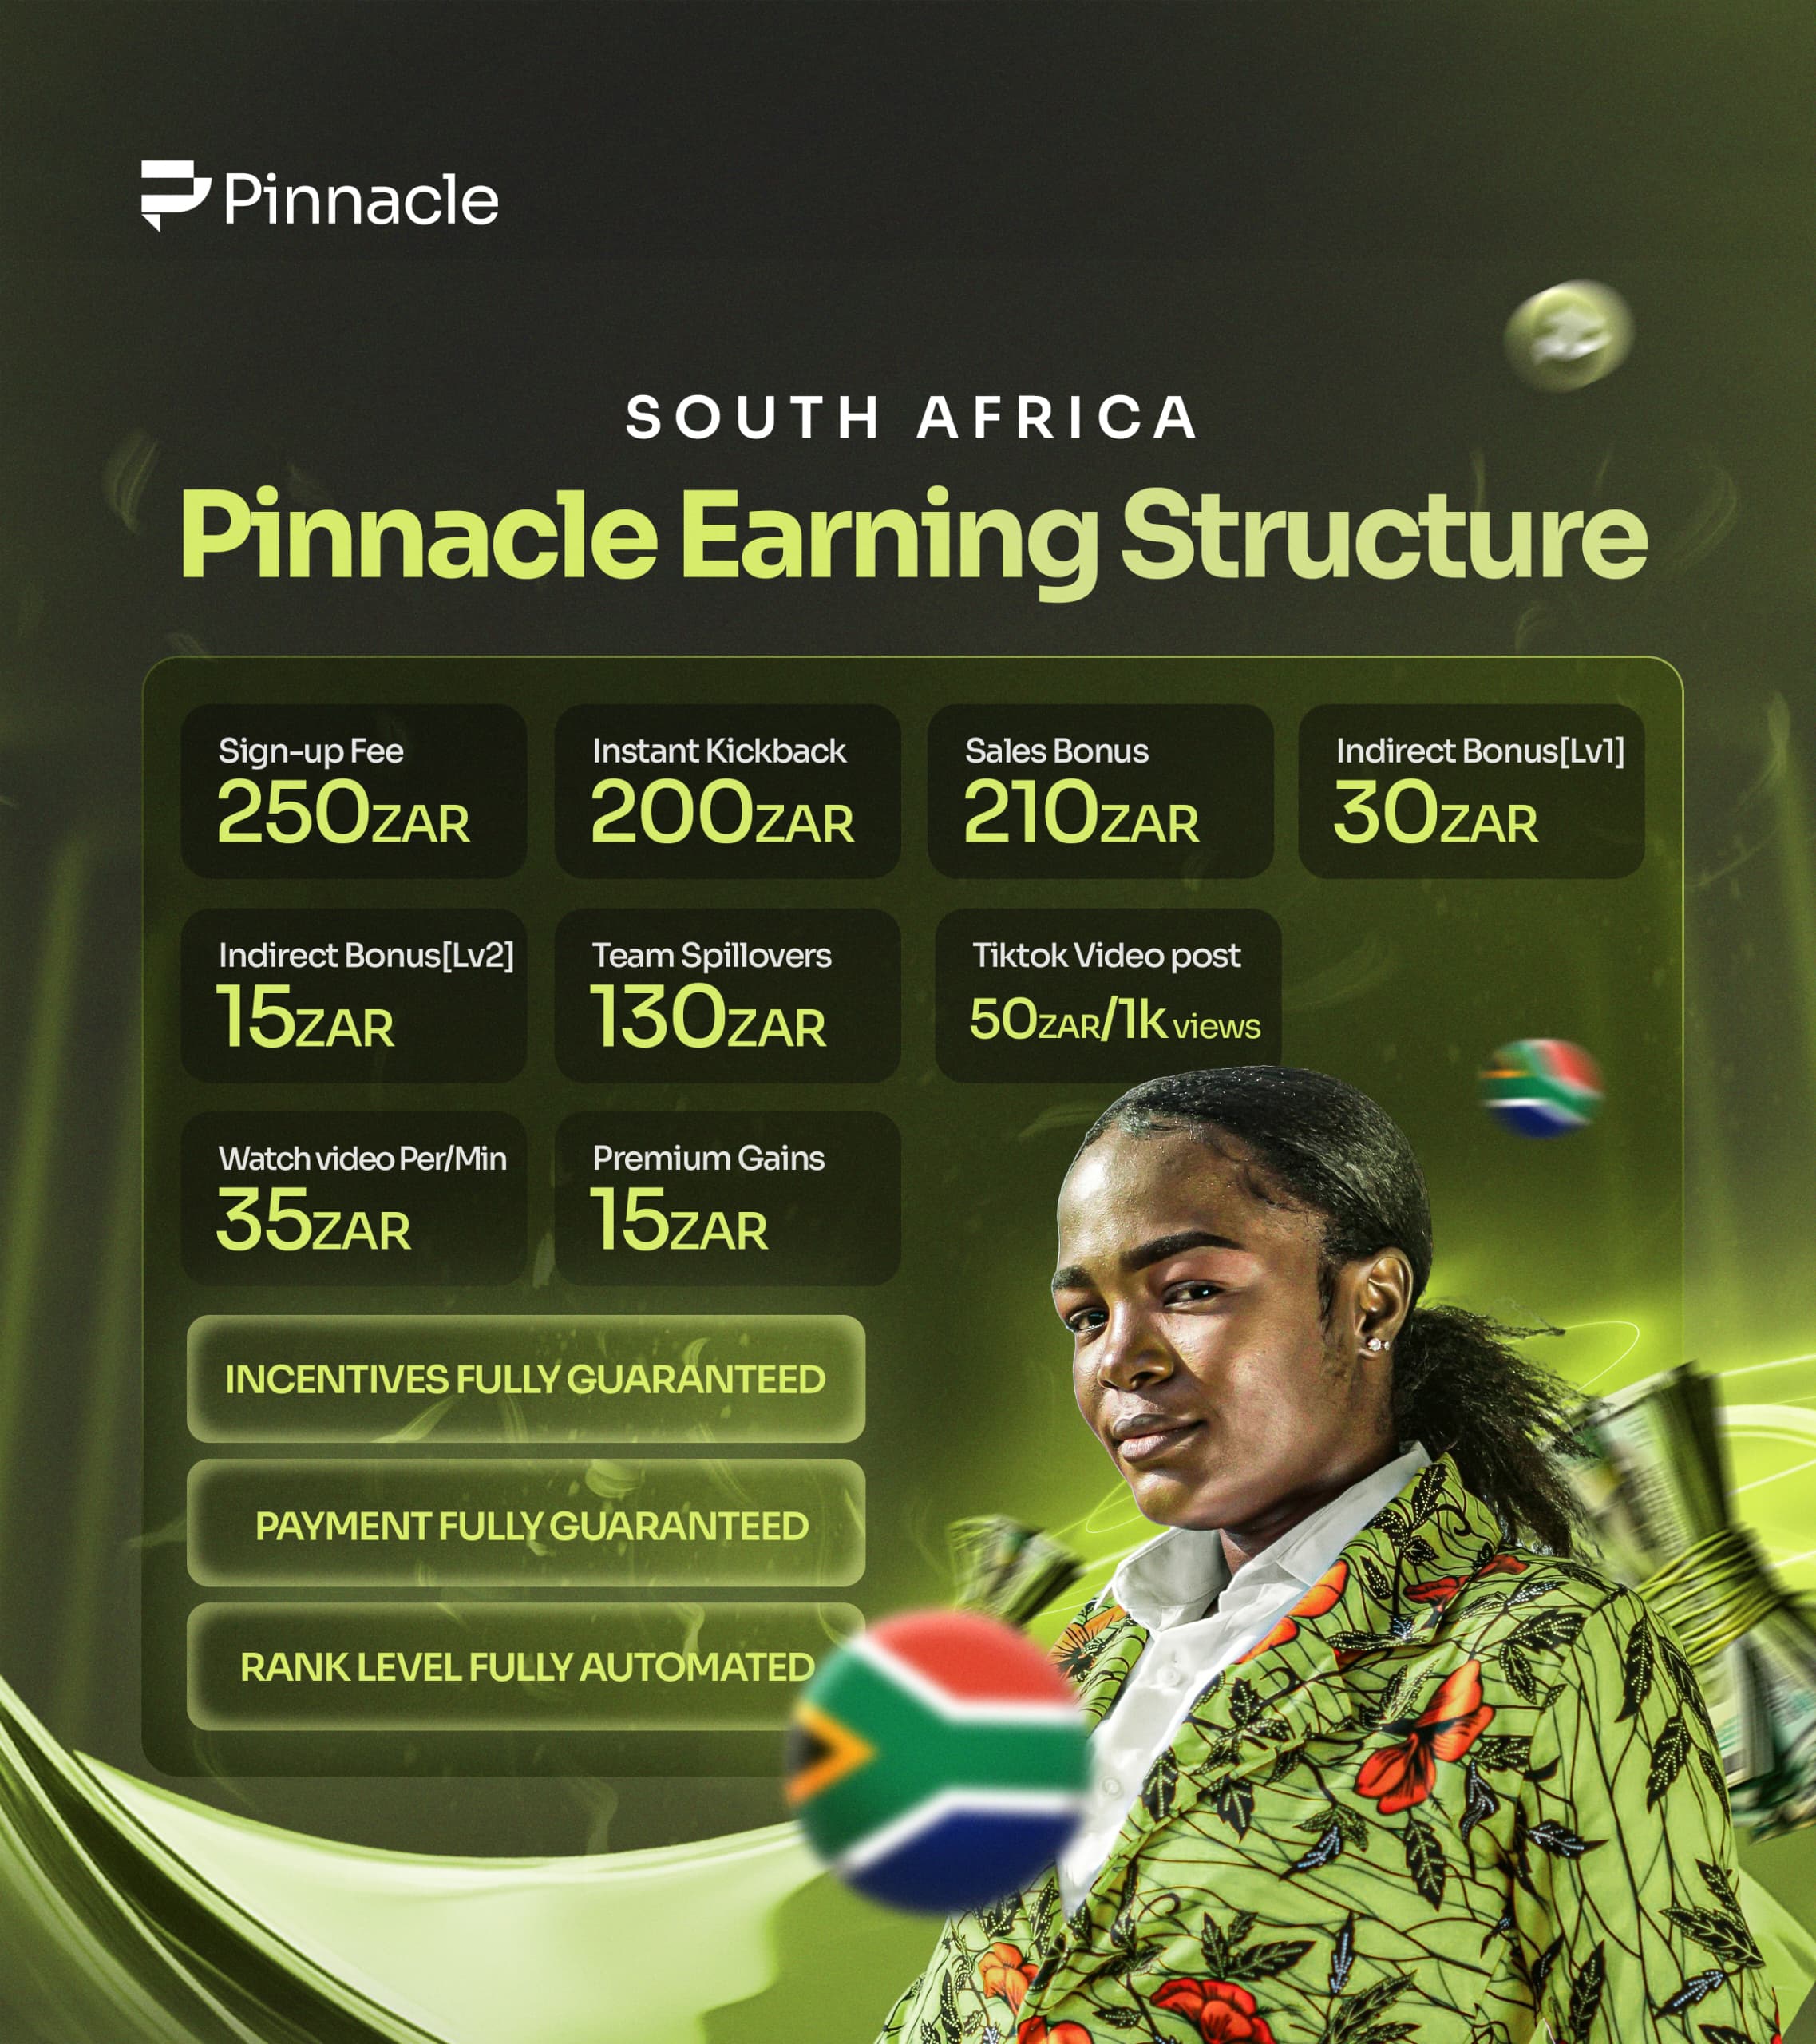 Pinnacle
SOUTH AFRICA
Pinnacle Earning Structure
Sign-up Fee
250ZAR
Instant Kickback
200ZAR
Sales Bonus
210ZAR
Indirect Bonus[Lv1]
30ZAR
Indirect Bonus[Lv2]
15ZAR
Team Spillovers
130ZAR
Tiktok Video post
50ZAR/1k views
Watch video Per/Min
35ZAR
Premium Gains
15ZAR
INCENTIVES FULLY GUARANTEED
PAYMENT FULLY GUARANTEED
RANK LEVEL FULLY AUTOMATED